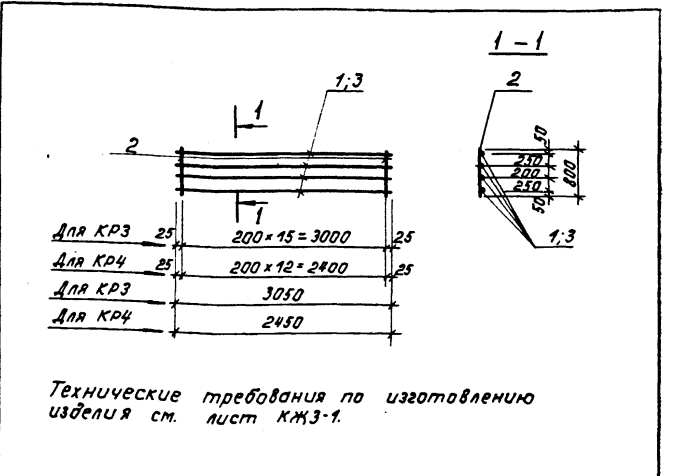 1 - 1
1;3
2
1
2
1
50
250
200
250
50
800
1;3
Для КР3 25 200 × 15 = 3000 25
Для КР4 25 200 × 12 = 2400 25
Для КР3 3050
Для КР4 2450
Технические требования по изготовлению
изделия см. лист КЖЗ-1.